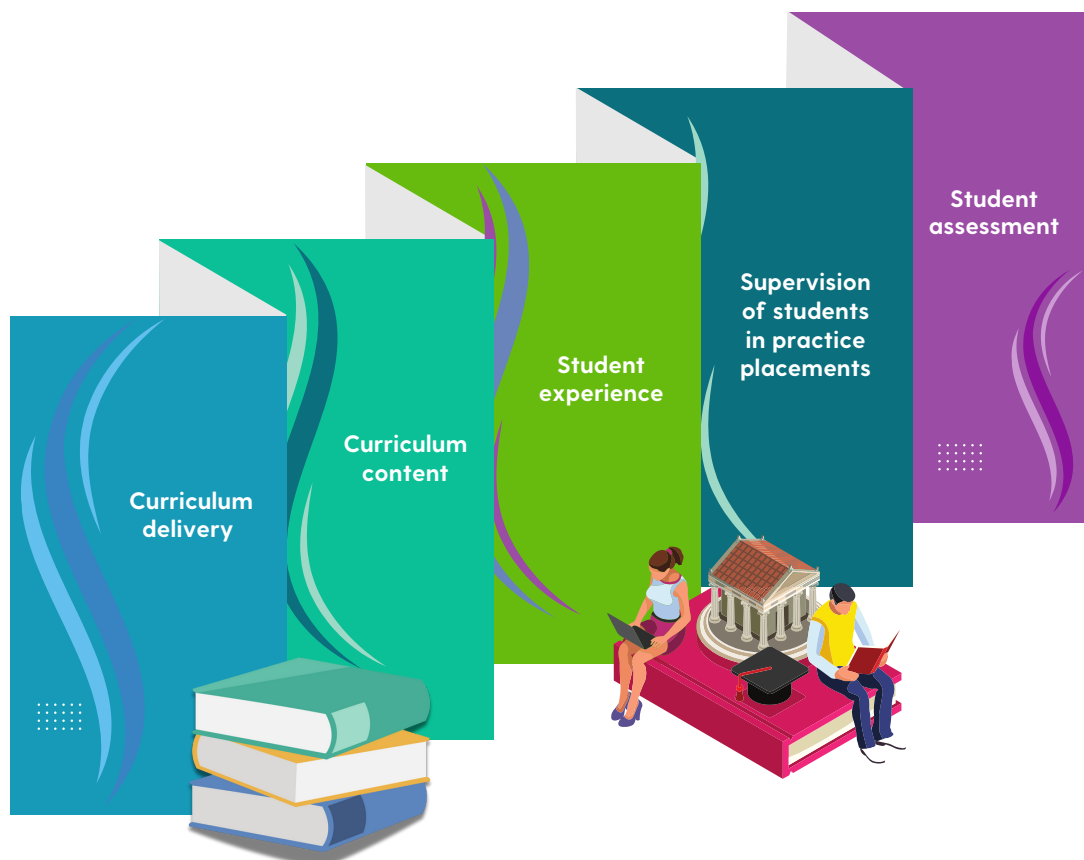 Curriculum
delivery
Curriculum
content
Student
experience
Supervision
of students
in practice
placements
Student
assessment